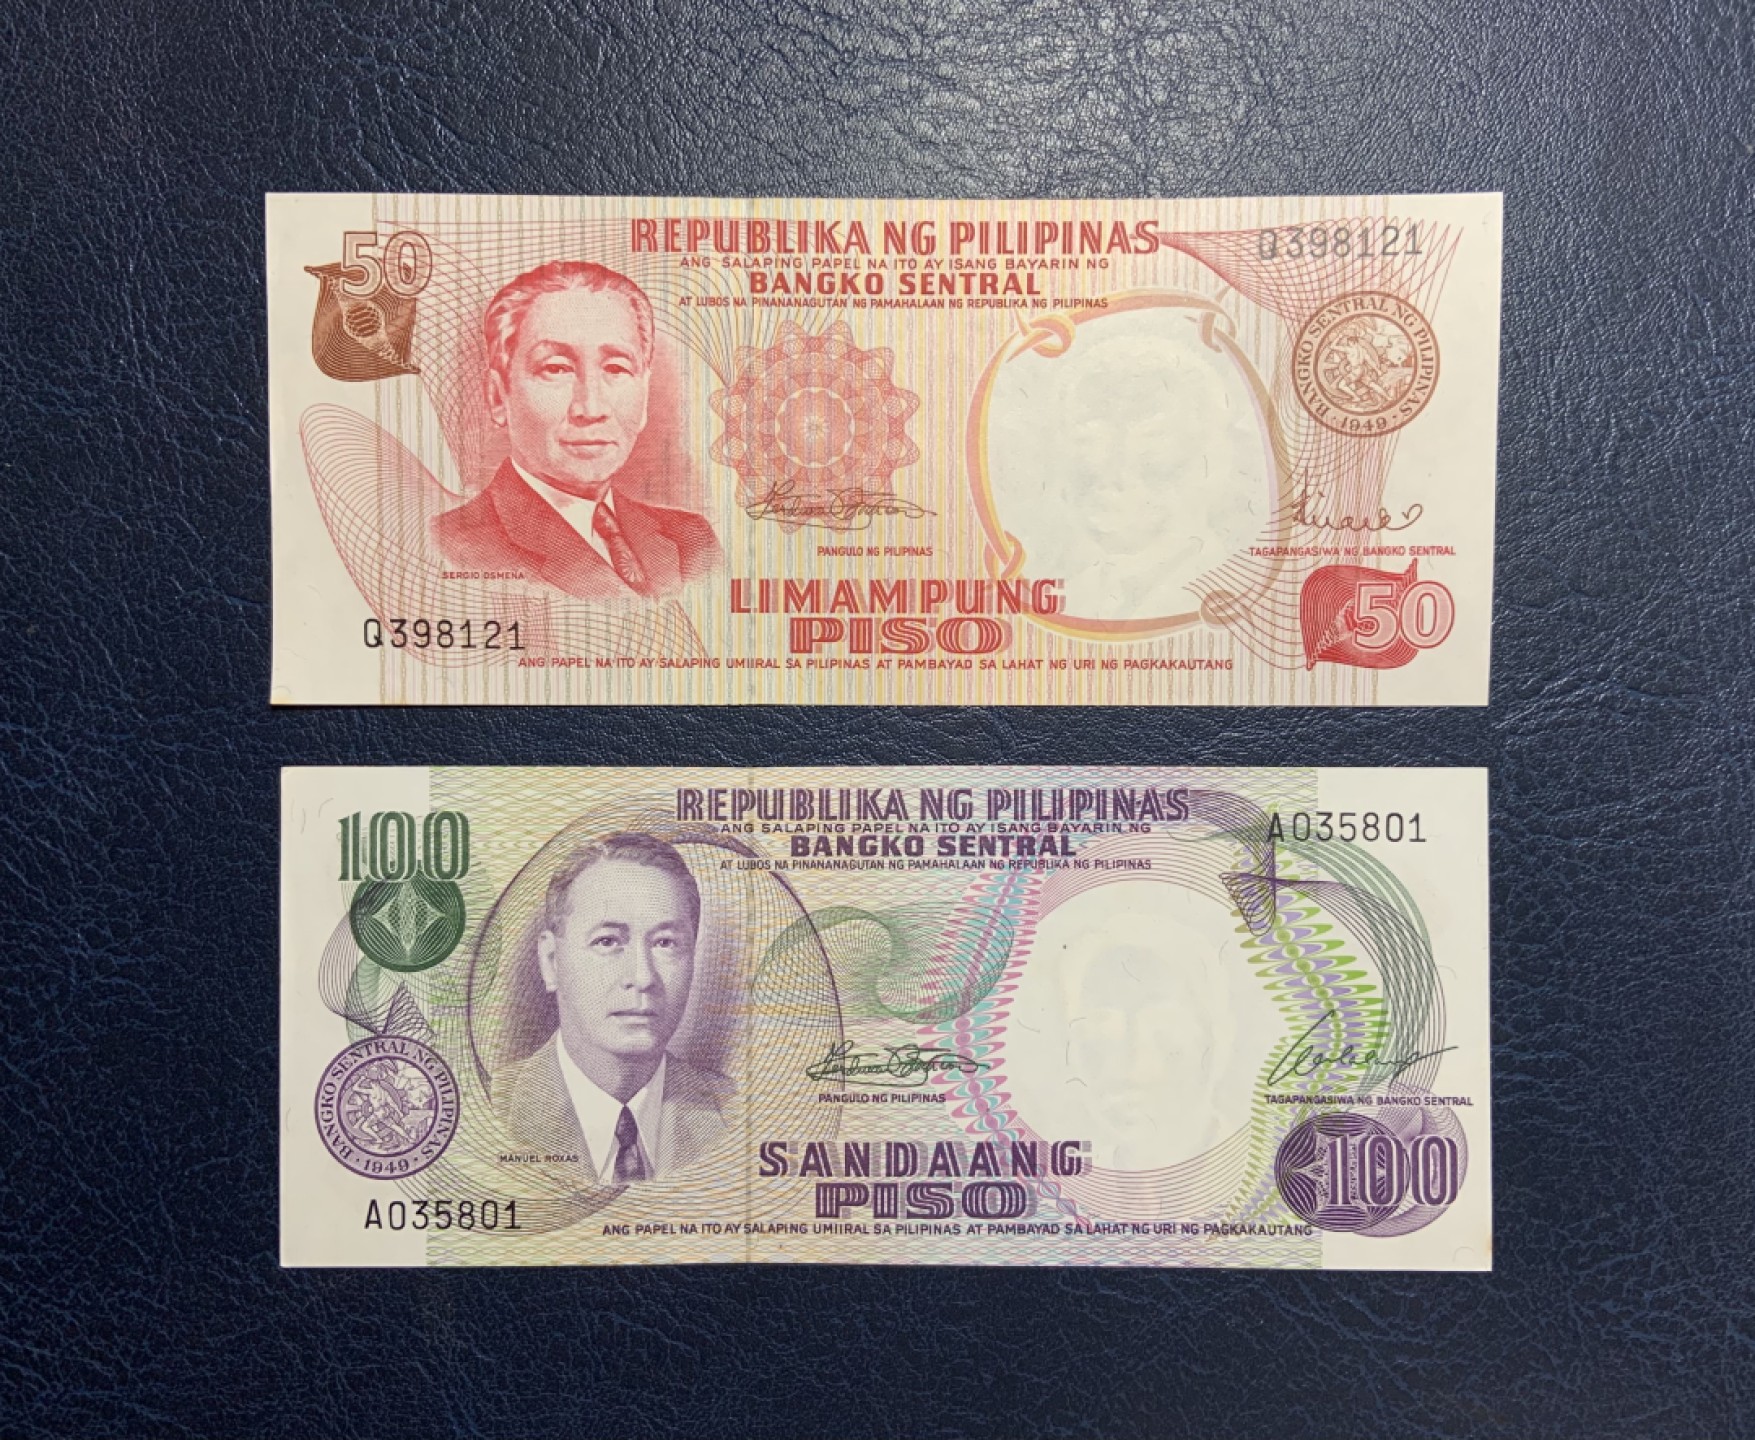 50
REPUBLIKA NG PILIPINAS
Q398121
ANG SALAPING PAPEL NA ITO AY ISANG BAYARIN NG
BANGKO SENTRAL
AT LUBOS NA PINANANAGUTAN NG PAMAHALAAN NG REPUBLIKA NG PILIPINAS
BANGKO SENTRAL NG PILIPINAS
1949
PANGULO NG PILIPINAS
TAGAPANGASIWA NG BANGKO SENTRAL
SERGIO OSMEÑA
LIMAMPUNG
PISO
50
Q398121
ANG PAPEL NA ITO AY SALAPING UMIIRAL SA PILIPINAS AT PAMBAYAD SA LAHAT NG URI NG PAGKAKAUTANG
100
REPUBLIKA NG PILIPINAS
A035801
ANG SALAPING PAPEL NA ITO AY ISANG BAYARIN NG
BANGKO SENTRAL
AT LUBOS NA PINANANAGUTAN NG PAMAHALAAN NG REPUBLIKA NG PILIPINAS
BANGKO SENTRAL NG PILIPINAS
1949
PANGULO NG PILIPINAS
TAGAPANGASIWA NG BANGKO SENTRAL
MANUEL ROXAS
SANDAANG
PISO
100
A035801
ANG PAPEL NA ITO AY SALAPING UMIIRAL SA PILIPINAS AT PAMBAYAD SA LAHAT NG URI NG PAGKAKAUTANG